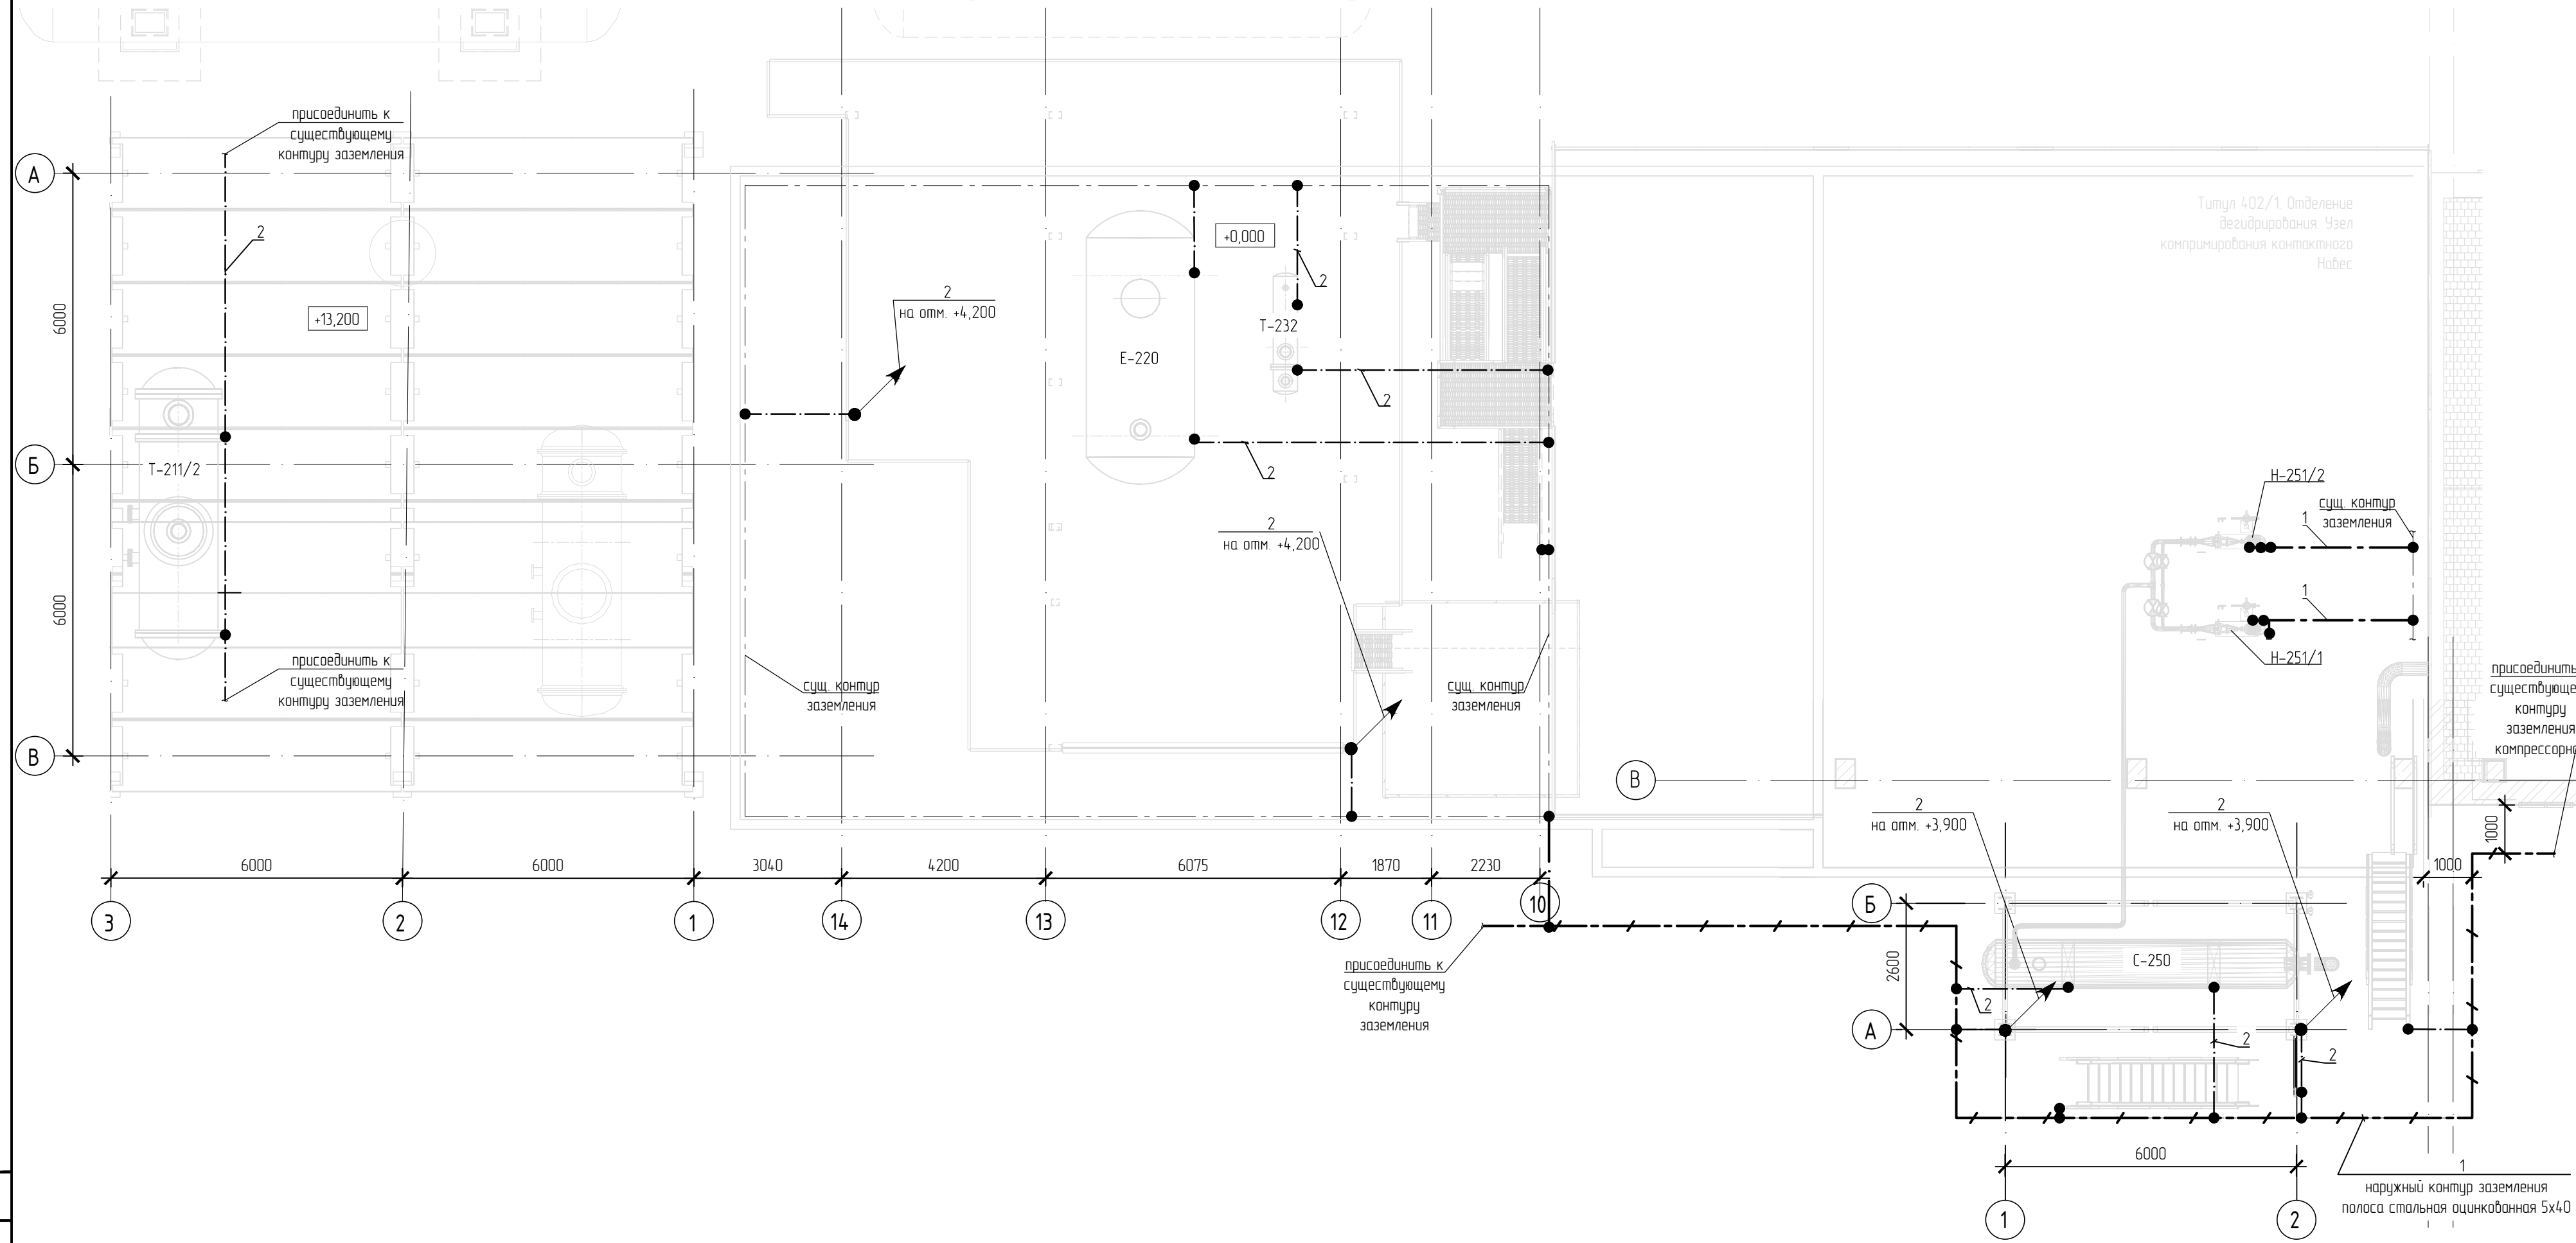 присоединить к
существующему
контуру заземления
А
2
+13,200
6000
Б
Т-211/2
6000
присоединить к
существующему
контуру заземления
В
6000
6000
3
2
1
+0,000
2
2
на отм. +4,200
Т-232
Е-220
2
2
2
на отм. +4,200
сущ. контур
заземления
сущ. контур
заземления
3040
4200
6075
1870
2230
14
13
12
11
10
присоединить к
существующему
контуру
заземления
Титул 402/1 Отделение
дегидрирования Узел
компримирования контактного
Навес
Н-251/2
сущ. контур
заземления
1
1
Н-251/1
присоединить
существующе
контуру
заземления
компрессорн
В
2
на отм. +3,900
2
на отм. +3,900
1000
1000
Б
2600
С-250
2
А
2
2
6000
1
2
1
наружный контур заземления
полоса стальная оцинкованная 5х40